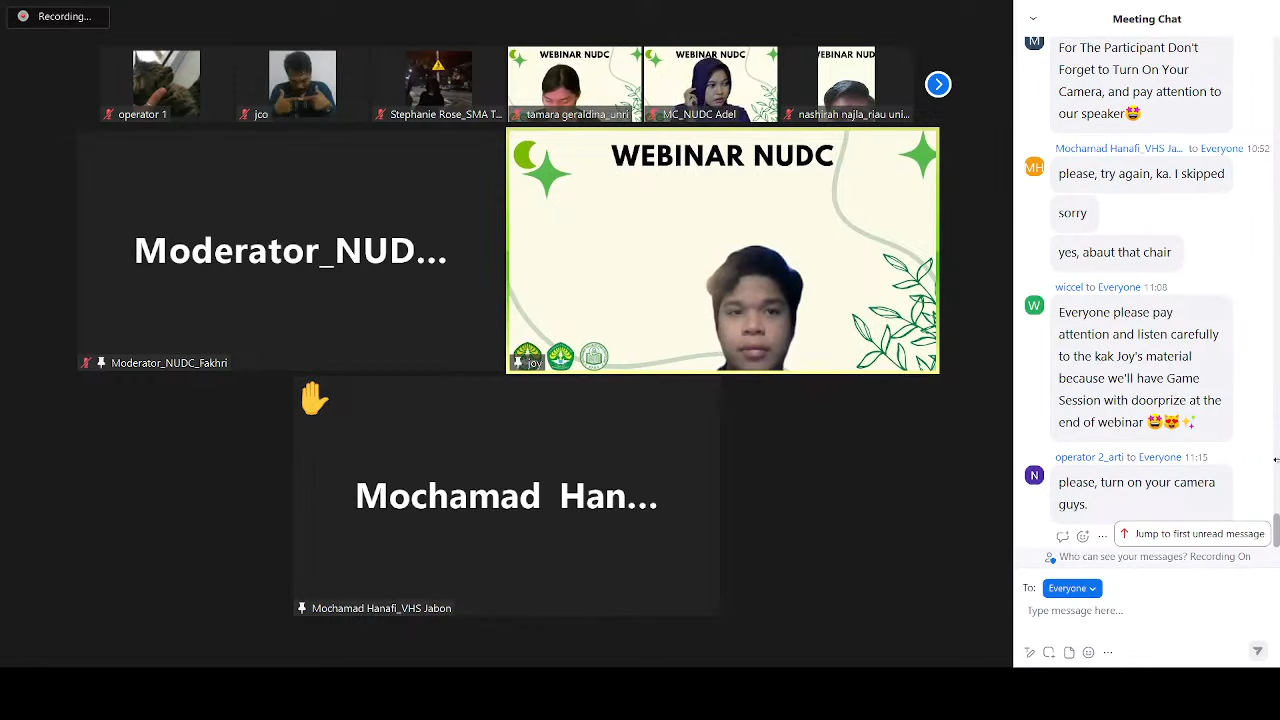 Recording...
WEBINAR NUDC
WEBINAR NUDC
WEBINAR NUDC
operator 1
jco
Stephanie Rose_SMA T...
tamara geraldina_unri
MC_NUDC Adel
nashirah najla_riau uni...
Moderator_NUD...
Moderator_NUDC_Fakhri
WEBINAR NUDC
joy
Mochamad Han...
Mochamad Hanafi_VHS Jabon
Meeting Chat
M
For The Participant Don't
Forget to Turn On Your
Camera, and pay attention to
our speaker🤩
Mochamad Hanafi_VHS Ja... to Everyone 10:52
MH
please, try again, ka. I skipped
sorry
yes, abaut that chair
wiccel to Everyone 11:08
W
Everyone please pay
attention and listen carefully
to the kak Joy's material
because we'll have Game
Session with doorprize at the
end of webinar 🤩😻✨
operator 2_arti to Everyone 11:15
N
please, turn on your camera
guys.
Jump to first unread message
Who can see your messages? Recording On
To: Everyone
Type message here...